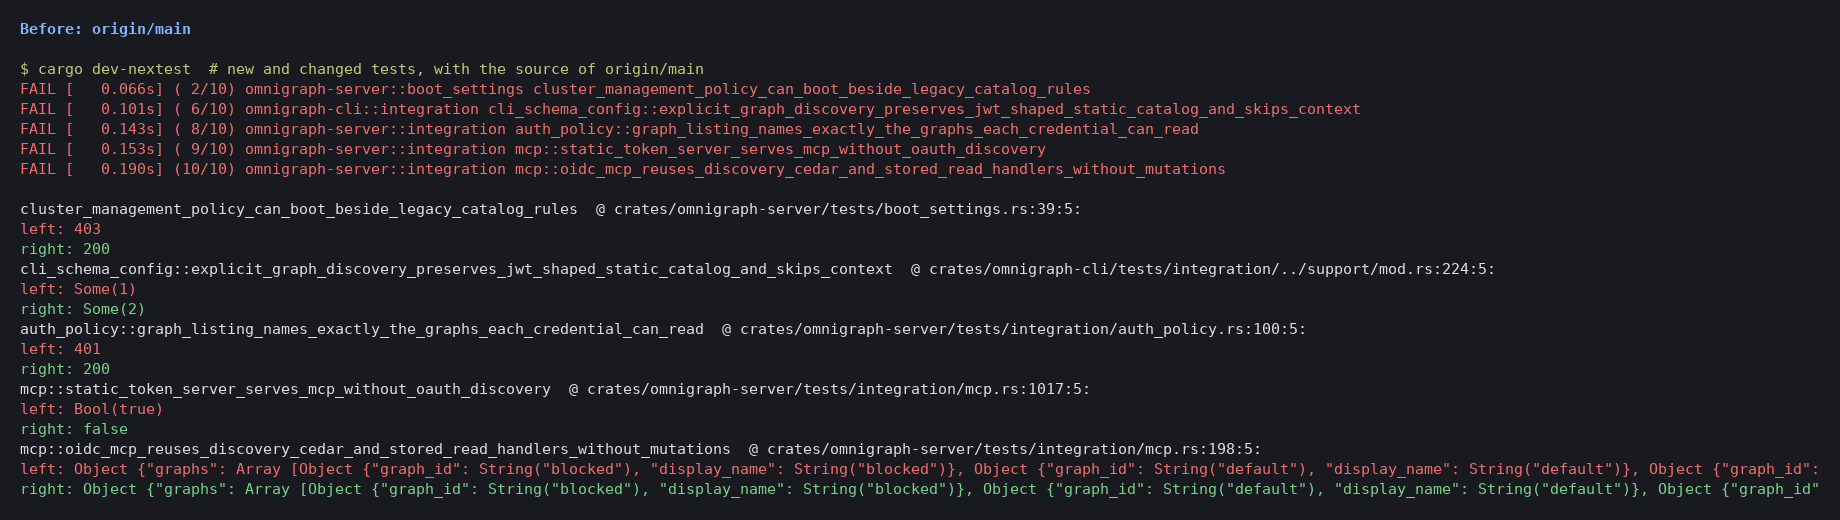 Before: origin/main
$ cargo dev-nextest  # new and changed tests, with the source of origin/main
FAIL [   0.066s] ( 2/10) omnigraph-server::boot_settings cluster_management_policy_can_boot_beside_legacy_catalog_rules
FAIL [   0.101s] ( 6/10) omnigraph-cli::integration cli_schema_config::explicit_graph_discovery_preserves_jwt_shaped_static_catalog_and_skips_context
FAIL [   0.143s] ( 8/10) omnigraph-server::integration auth_policy::graph_listing_names_exactly_the_graphs_each_credential_can_read
FAIL [   0.153s] ( 9/10) omnigraph-server::integration mcp::static_token_server_serves_mcp_without_oauth_discovery
FAIL [   0.190s] (10/10) omnigraph-server::integration mcp::oidc_mcp_reuses_discovery_cedar_and_stored_read_handlers_without_mutations
cluster_management_policy_can_boot_beside_legacy_catalog_rules  @ crates/omnigraph-server/tests/boot_settings.rs:39:5:
left: 403
right: 200
cli_schema_config::explicit_graph_discovery_preserves_jwt_shaped_static_catalog_and_skips_context  @ crates/omnigraph-cli/tests/integration/../support/mod.rs:224:5:
left: Some(1)
right: Some(2)
auth_policy::graph_listing_names_exactly_the_graphs_each_credential_can_read  @ crates/omnigraph-server/tests/integration/auth_policy.rs:100:5:
left: 401
right: 200
mcp::static_token_server_serves_mcp_without_oauth_discovery  @ crates/omnigraph-server/tests/integration/mcp.rs:1017:5:
left: Bool(true)
right: false
mcp::oidc_mcp_reuses_discovery_cedar_and_stored_read_handlers_without_mutations  @ crates/omnigraph-server/tests/integration/mcp.rs:198:5:
left: Object {"graphs": Array [Object {"graph_id": String("blocked"), "display_name": String("blocked")}, Object {"graph_id": String("default"), "display_name": String("default")}, Object {"graph_id":
right: Object {"graphs": Array [Object {"graph_id": String("blocked"), "display_name": String("blocked")}, Object {"graph_id": String("default"), "display_name": String("default")}, Object {"graph_id"